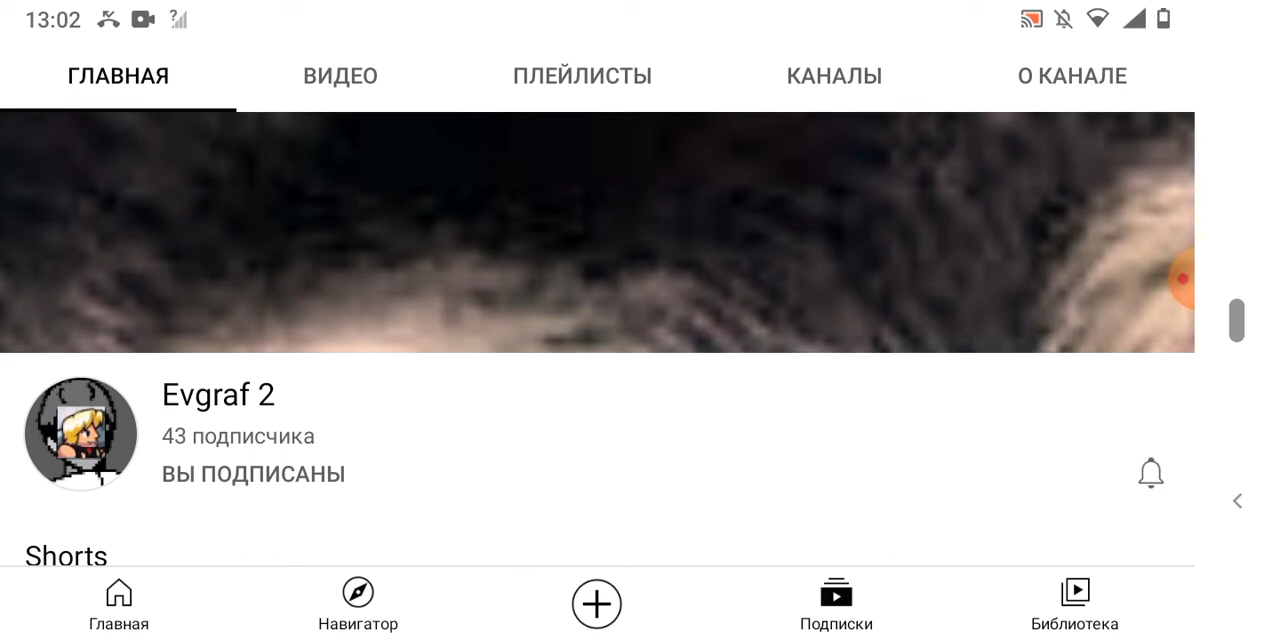 13:02
ГЛАВНАЯ ВИДЕО ПЛЕЙЛИСТЫ КАНАЛЫ О КАНАЛЕ
Evgraf 2
43 подписчика
ВЫ ПОДПИСАНЫ
Shorts
Главная Навигатор Подписки Библиотека